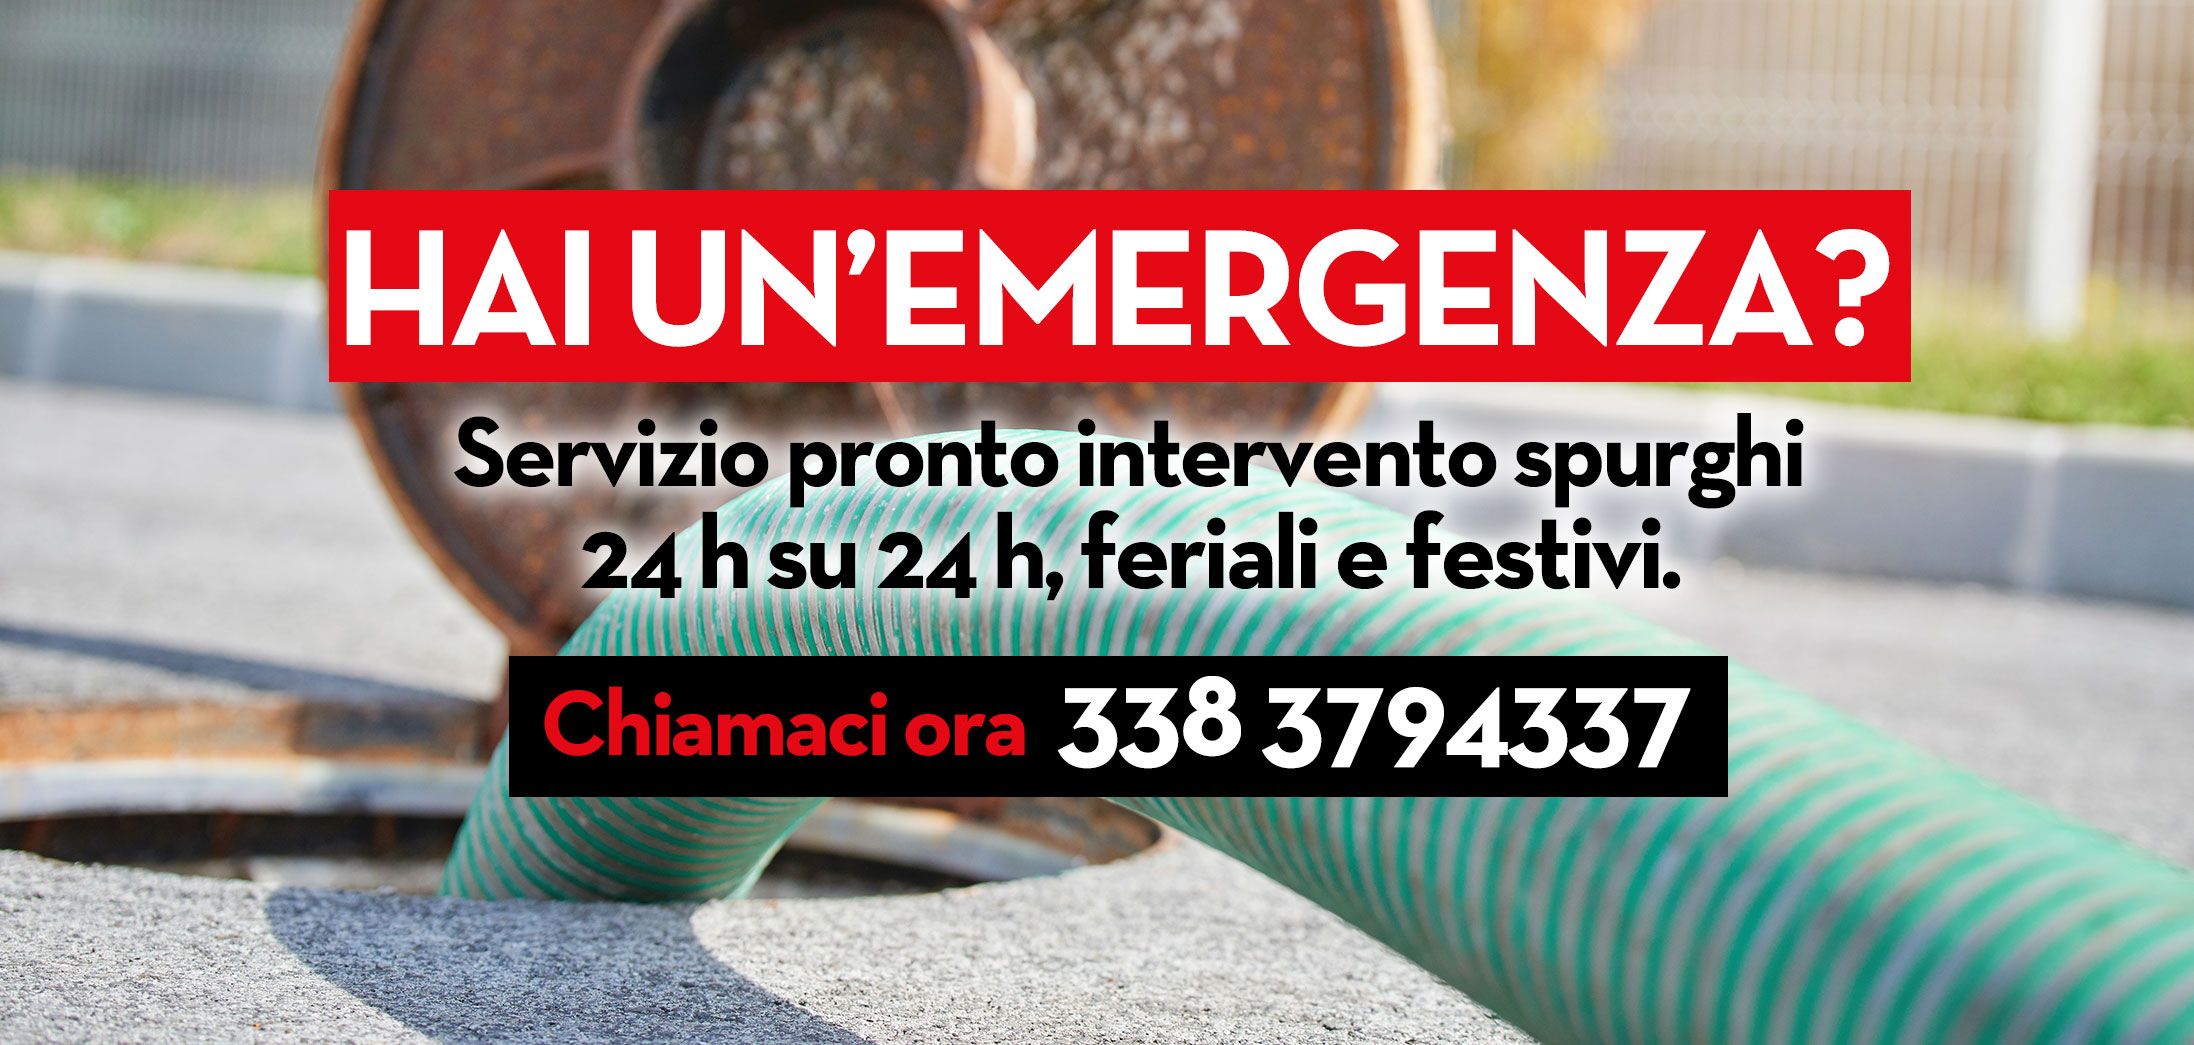 HAI UN’EMERGENZA?
Servizio pronto intervento spurghi
24 h su 24 h, feriali e festivi.
Chiamaci ora 338 3794337